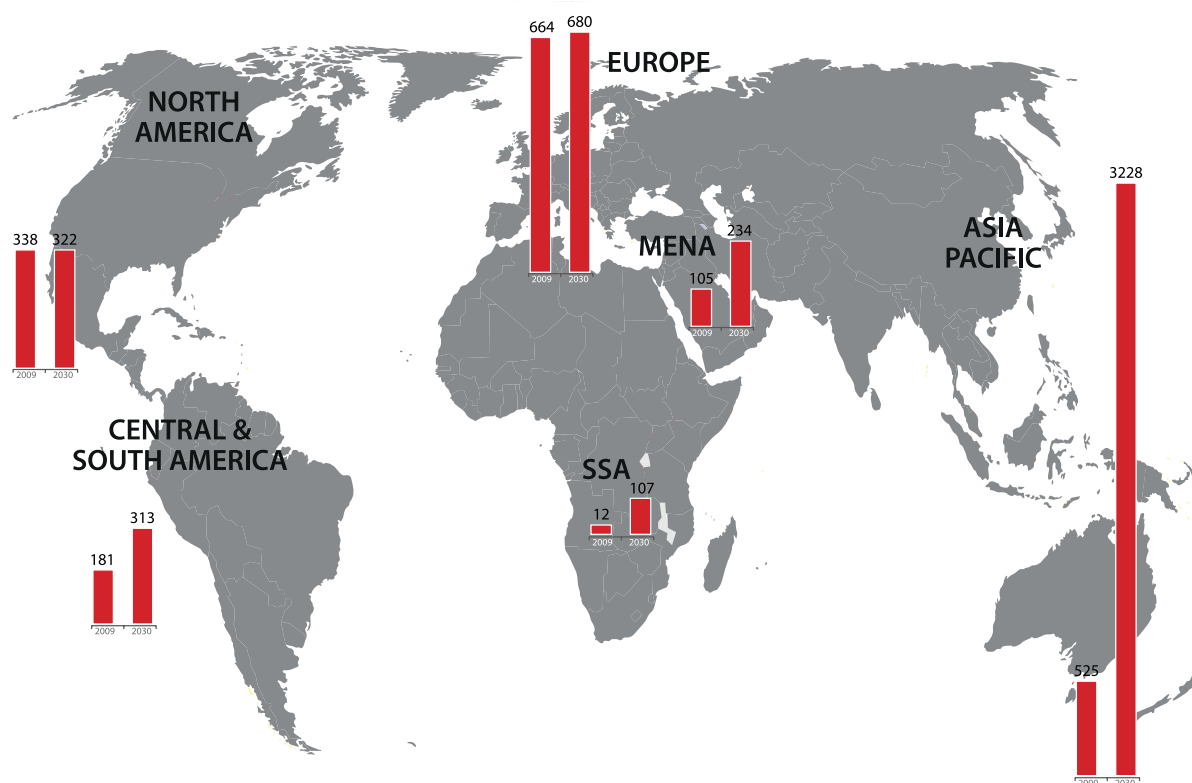 664
680
EUROPE
2009
2030
NORTH
AMERICA
338
322
2009
2030
MENA
105
234
2009
2030
ASIA
PACIFIC
3228
525
2009
2030
CENTRAL &
SOUTH AMERICA
181
313
2009
2030
SSA
12
107
2009
2030